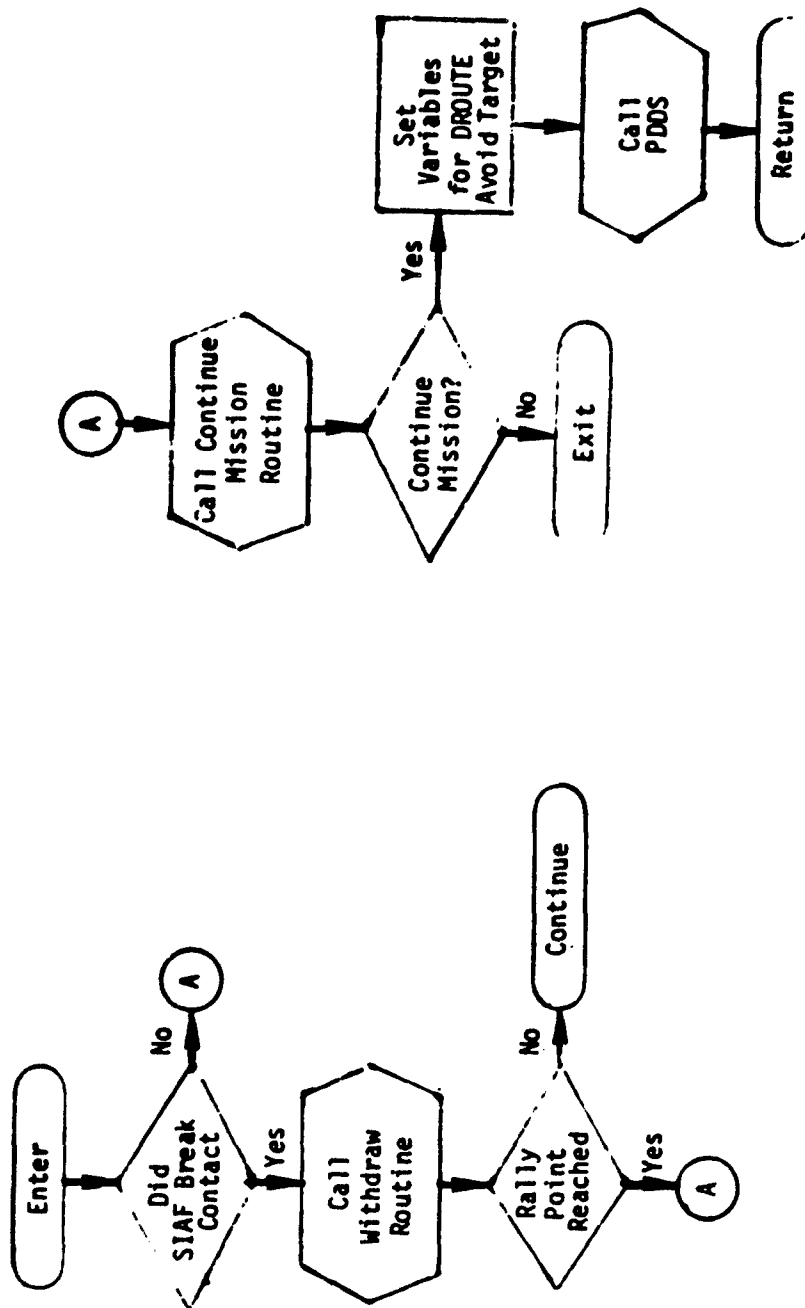 Enter
Did
SIAF Break
Contact
No
A
Yes
Call
Withdraw
Routine
Rally
Point
Reached
No
Continue
Yes
A
A
Call Continue
Mission
Routine
Continue
Mission?
Yes
Set
Variables
for DROUTE
Avoid Target
No
Exit
Call
PDDS
Return